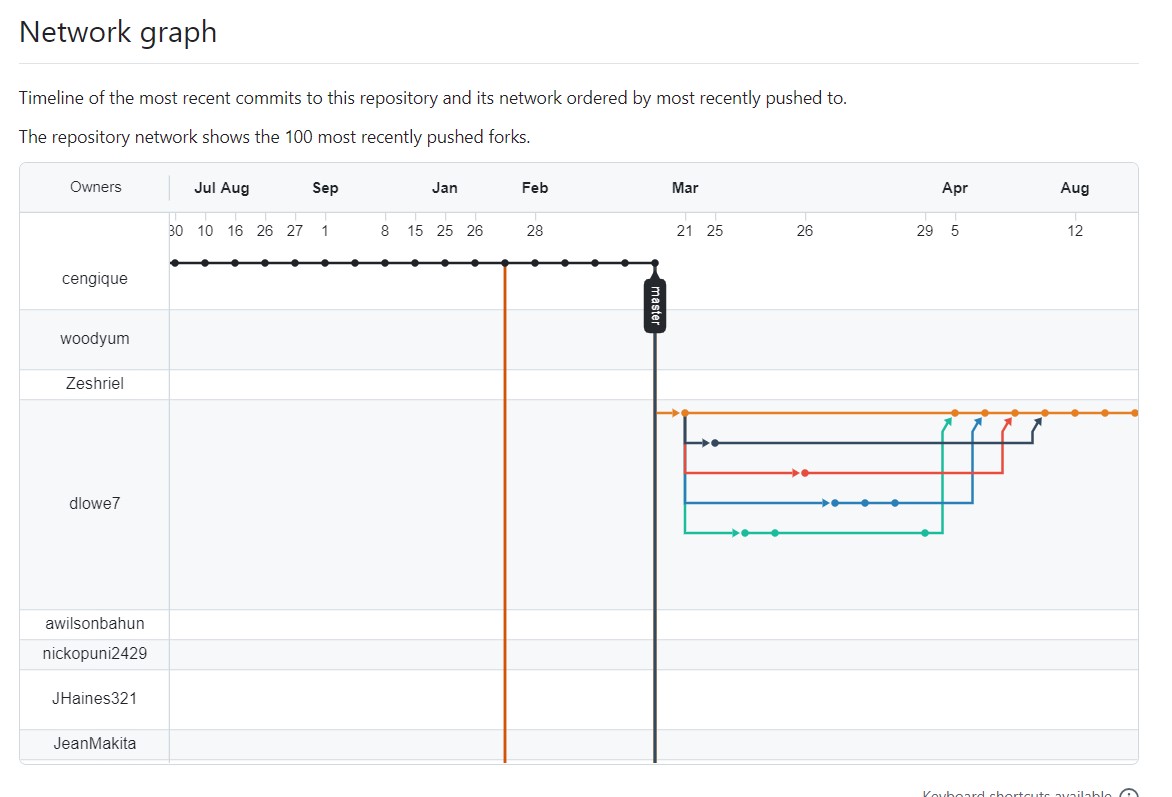 Network graph
Timeline of the most recent commits to this repository and its network ordered by most recently pushed to.
The repository network shows the 100 most recently pushed forks.
Owners Jul Aug Sep Jan Feb Mar Apr Aug
30 10 16 26 27 1 8 15 25 26 28 21 25 26 29 5 12
cengique
master
woodyum
Zeshriel
dlowe7
awilsonbahun
nickopuni2429
JHaines321
JeanMakita
Keyboard shortcuts available